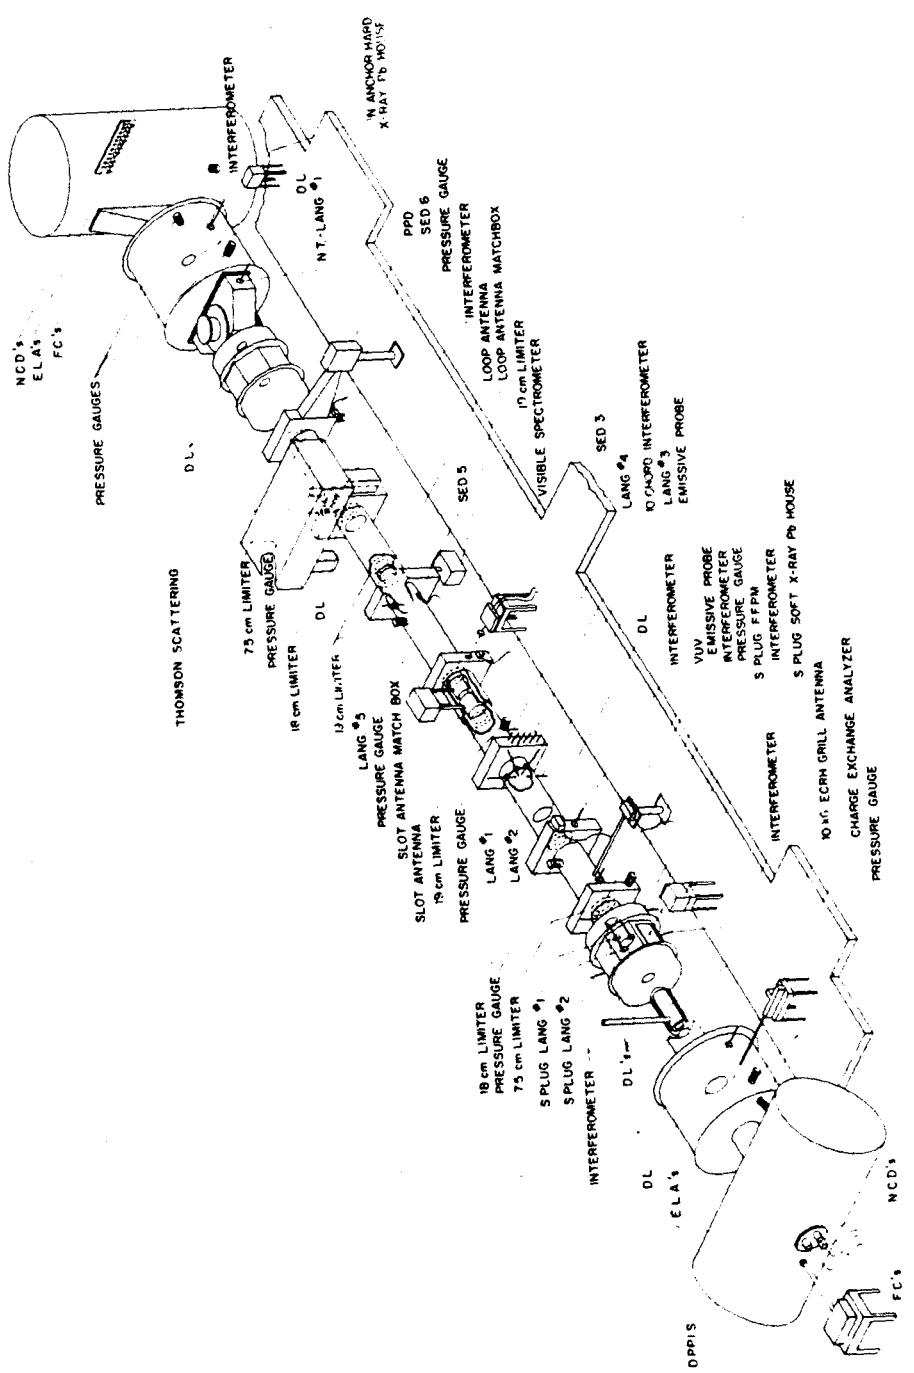 NCD's
ELA's
FC's
PRESSURE GAUGES
DL
THOMSON SCATTERING
7.5 cm LIMITER
PRESSURE GAUGE
18 cm LIMITER
DL
LIMITER
LANG #5
PRESSURE GAUGE
SLOT ANTENNA MATCH BOX
SLOT ANTENNA
19 cm LIMITER
PRESSURE GAUGE
LANG #1
LANG #2
18 cm LIMITER
PRESSURE GAUGE
7.5 cm LIMITER
S PLUG LANG #1
S PLUG LANG #2
INTERFEROMETER
DL's
DL
ELA's
DPPIS
INTERFEROMETER
DL
N T. LANG #1
'N ANCHOR HARD
X-RAY Pb HOUSE
PPD
SED 6
PRESSURE GAUGE
INTERFEROMETER
LOOP ANTENNA
LOOP ANTENNA MATCHBOX
cm LIMITER
VISIBLE SPECTROMETER
SED 5
SED 3
LANG #4
10 CHORD INTERFEROMETER
LANG #3
EMISSIVE PROBE
DL
INTERFEROMETER
VUV
EMISSIVE PROBE
INTERFEROMETER
PRESSURE GAUGE
S PLUG FFPM
INTERFEROMETER
S PLUG SOFT X-RAY Pb HOUSE
INTERFEROMETER
ECRH GRILL ANTENNA
CHARGE EXCHANGE ANALYZER
PRESSURE GAUGE
NCD's
FC's